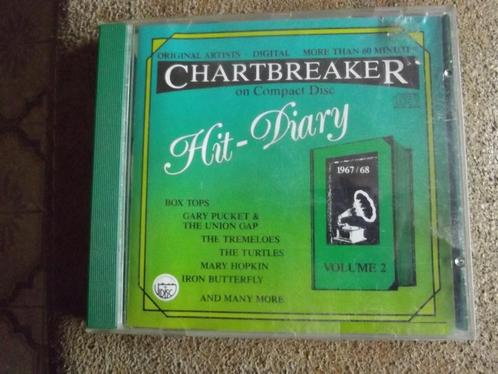 ORIGINAL ARTISTS DIGITAL MORE THAN 60 MINUTES
CHARTBREAKER
on Compact Disc
Hit-Diary
1967/68
BOX TOPS
GARY PUCKET &
THE UNION GAP
THE TREMELOES
THE TURTLES
MARY HOPKIN
IRON BUTTERFLY
AND MANY MORE
VOLUME 2